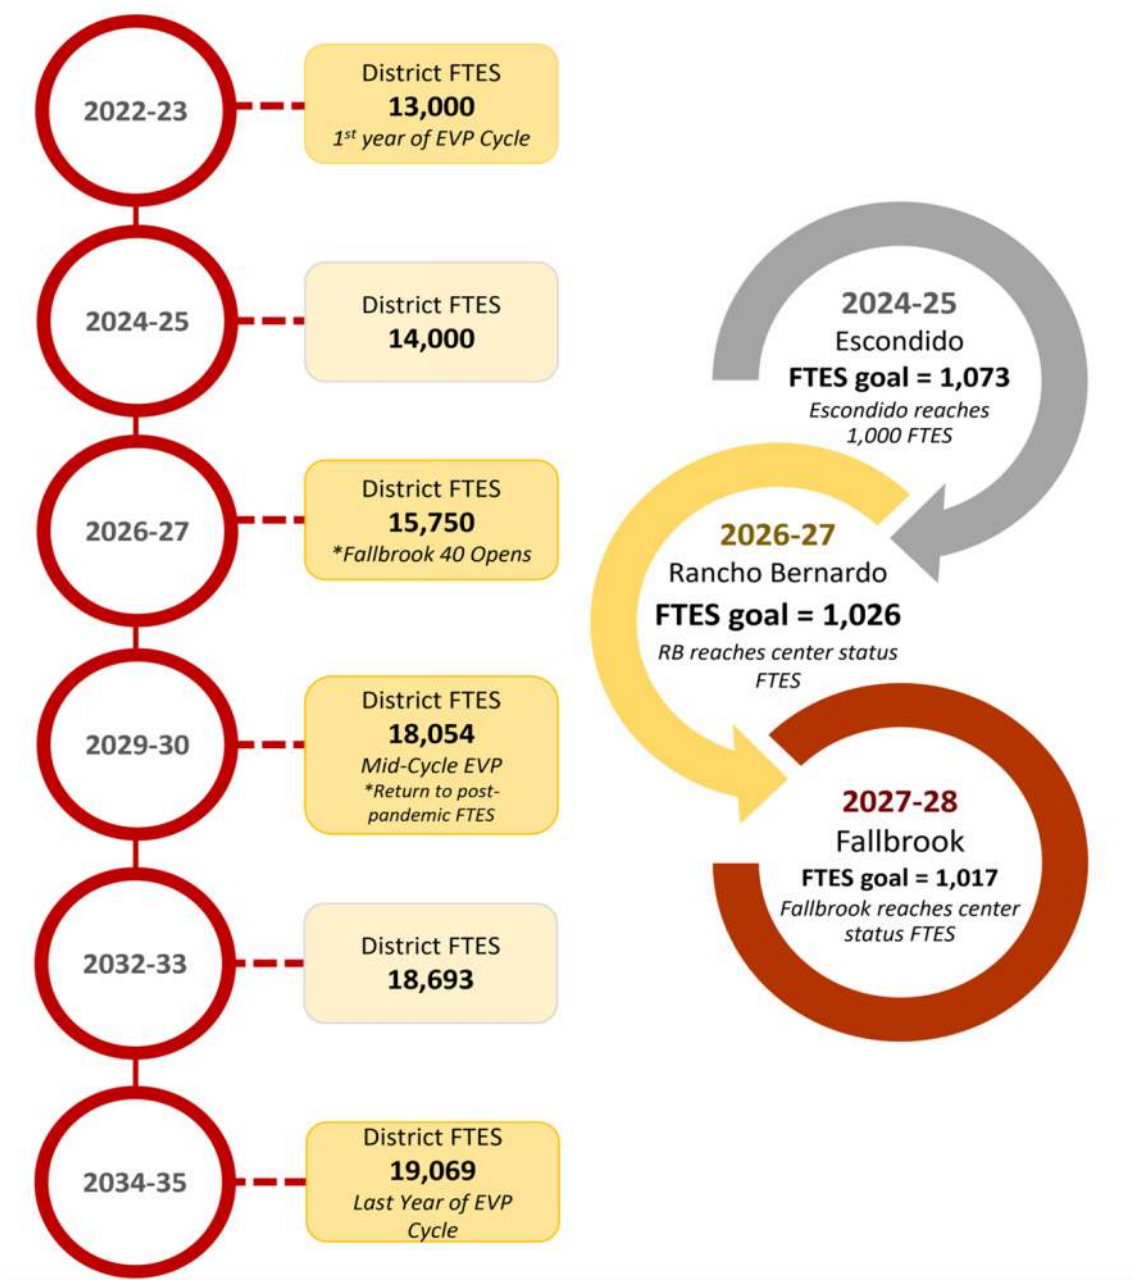 2022-23
District FTES
13,000
1st year of EVP Cycle
2024-25
District FTES
14,000
2026-27
District FTES
15,750
*Fallbrook 40 Opens
2029-30
District FTES
18,054
Mid-Cycle EVP
*Return to post-
pandemic FTES
2032-33
District FTES
18,693
2034-35
District FTES
19,069
Last Year of EVP
Cycle
2024-25
Escondido
FTES goal = 1,073
Escondido reaches
1,000 FTES
2026-27
Rancho Bernardo
FTES goal = 1,026
RB reaches center status
FTES
2027-28
Fallbrook
FTES goal = 1,017
Fallbrook reaches center
status FTES